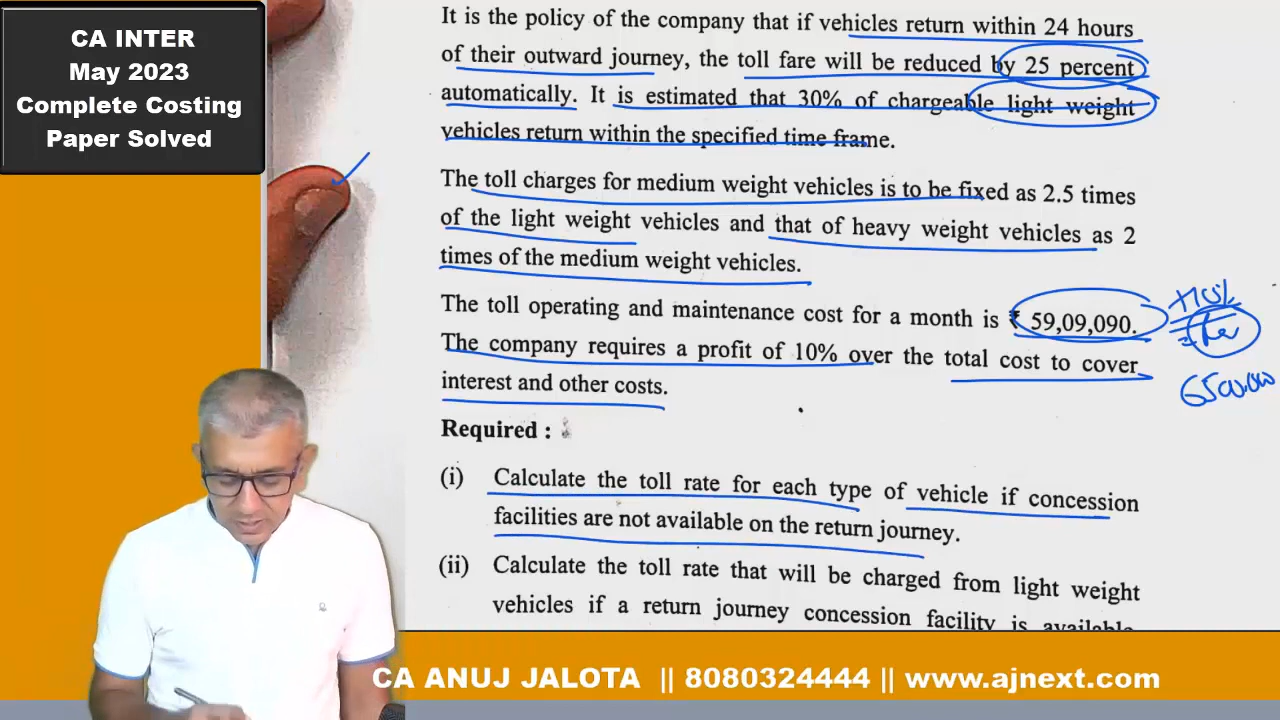 CA INTER
May 2023
Complete Costing
Paper Solved
It is the policy of the company that if vehicles return within 24 hours
of their outward journey, the toll fare will be reduced by 25 percent
automatically. It is estimated that 30% of chargeable light weight
vehicles return within the specified time frame.
The toll charges for medium weight vehicles is to be fixed as 2.5 times
of the light weight vehicles and that of heavy weight vehicles as 2
times of the medium weight vehicles.
The toll operating and maintenance cost for a month is ₹ 59,09,090.
+10%
The company requires a profit of 10% over the total cost to cover
interest and other costs.
6500,000
Required :
(i) Calculate the toll rate for each type of vehicle if concession
facilities are not available on the return journey.
(ii) Calculate the toll rate that will be charged from light weight
vehicles if a return journey concession facility is available
CA ANUJ JALOTA || 8080324444 || www.ajnext.com